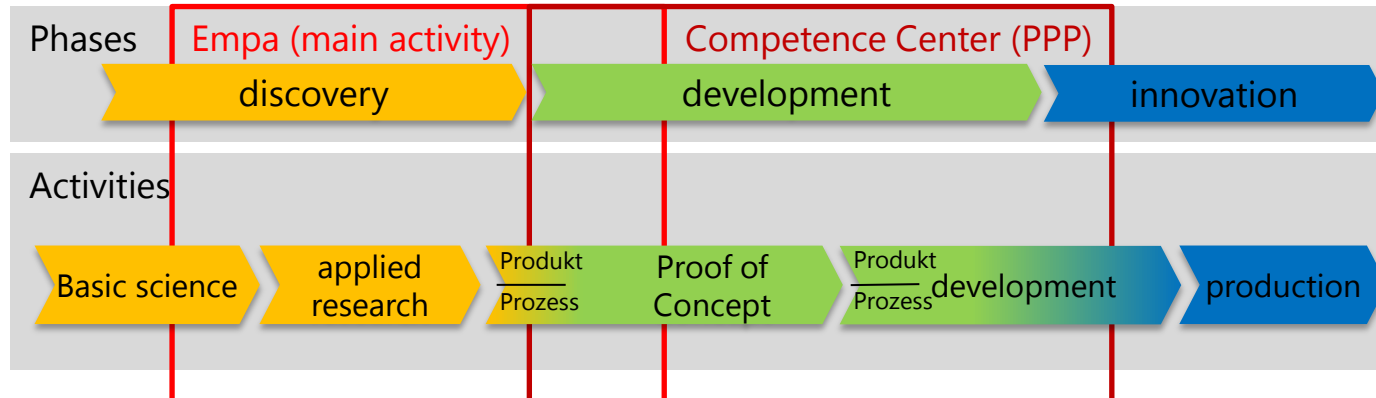 Phases
Empa (main activity)
Competence Center (PPP)
discovery
development
innovation
Activities
Basic science
applied
research
Produkt
Prozess
Proof of
Concept
Produkt
Prozess
development
production